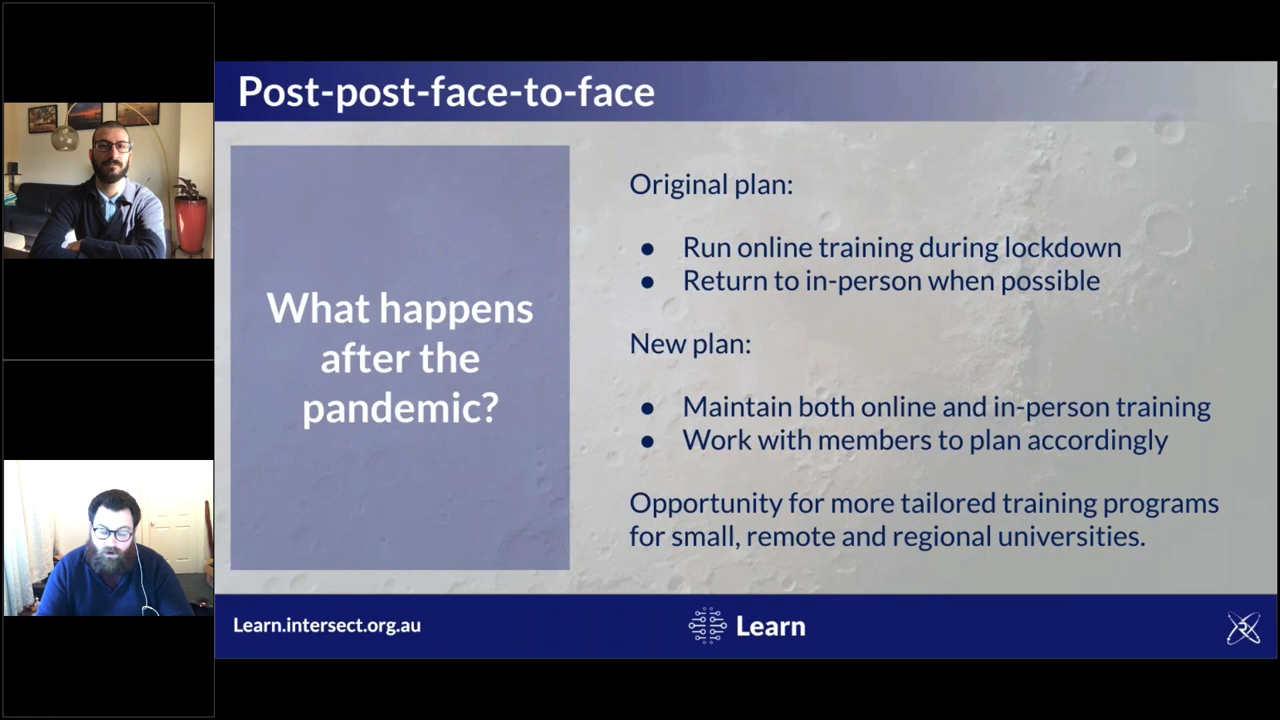 Post-post-face-to-face
What happens
after the
pandemic?
Original plan:
● Run online training during lockdown
● Return to in-person when possible
New plan:
● Maintain both online and in-person training
● Work with members to plan accordingly
Opportunity for more tailored training programs
for small, remote and regional universities.
Learn.intersect.org.au
Learn